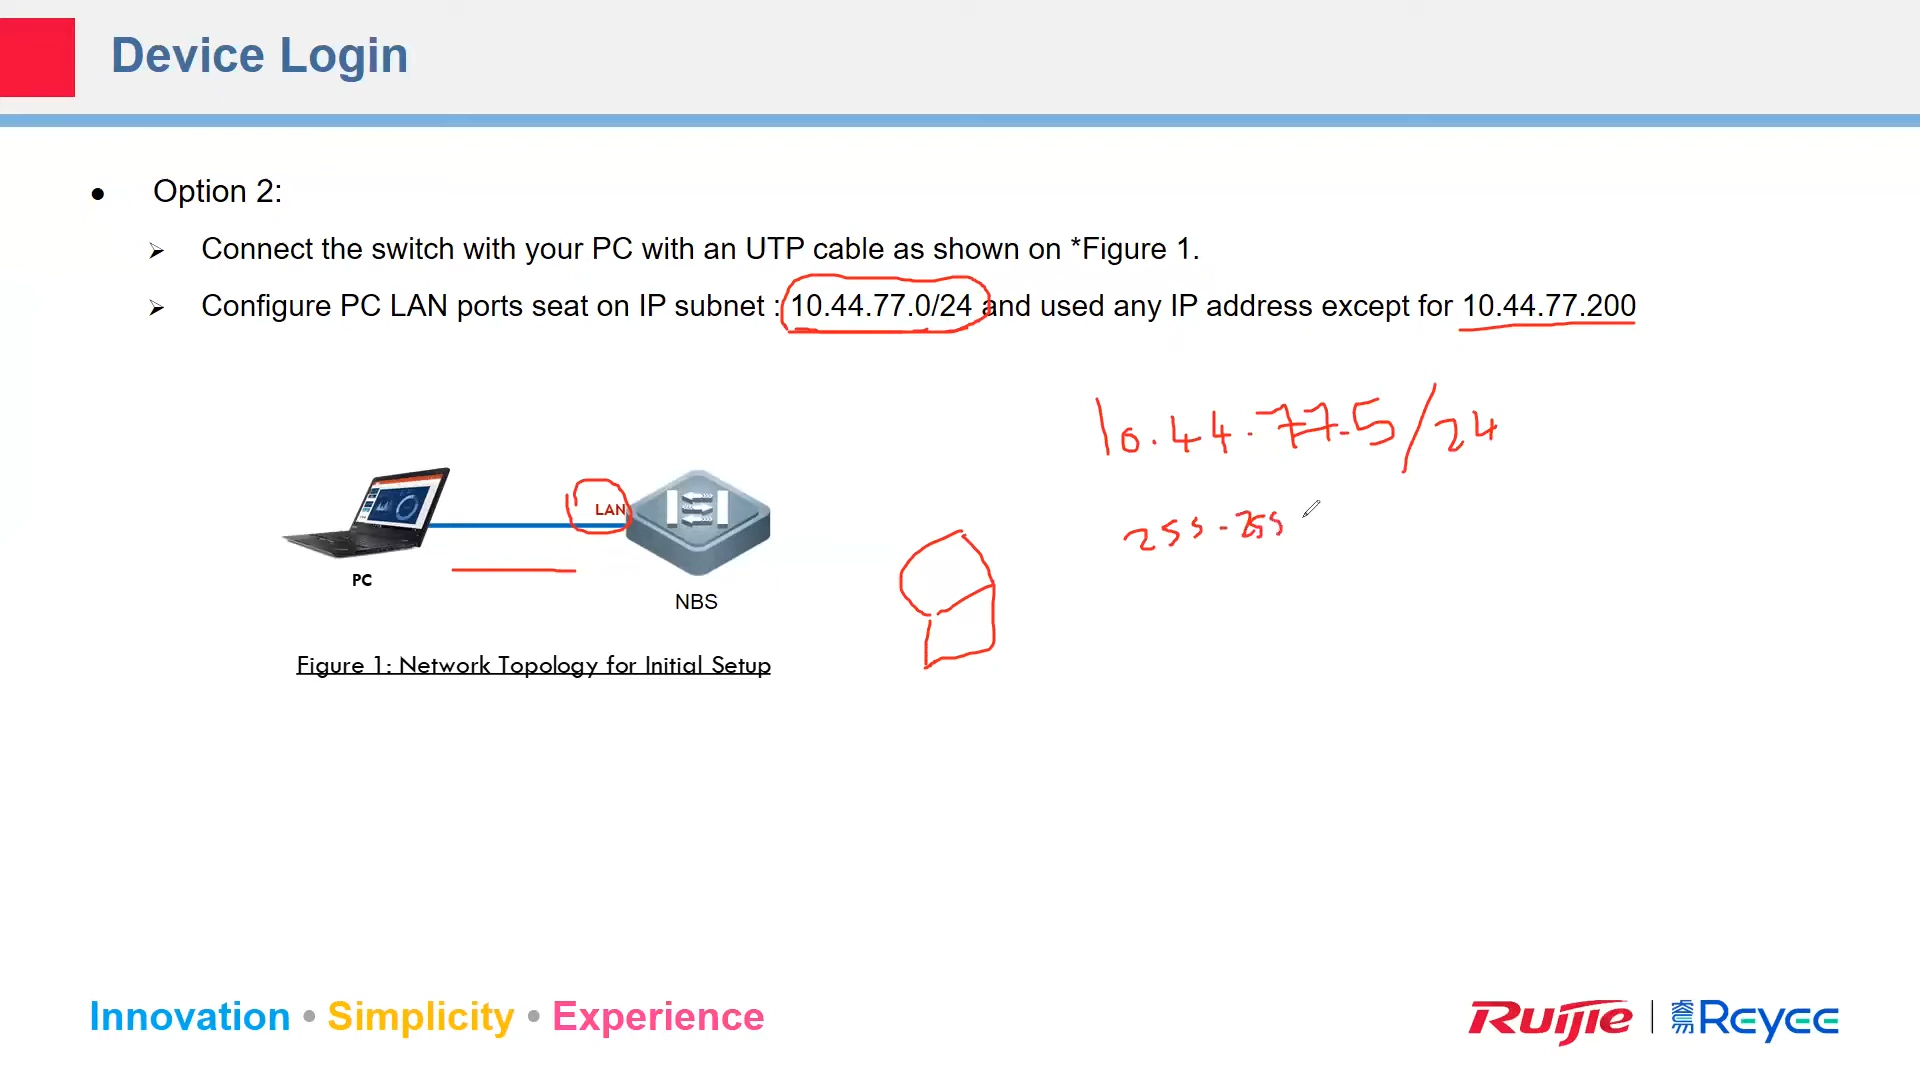 Device Login
Option 2:
Connect the switch with your PC with an UTP cable as shown on *Figure 1.
Configure PC LAN ports seat on IP subnet : 10.44.77.0/24 and used any IP address except for 10.44.77.200
10.44.77.5/24
LAN
255.255
PC
NBS
Figure 1: Network Topology for Initial Setup
Innovation • Simplicity • Experience
Ruijie | 睿易 Reyee